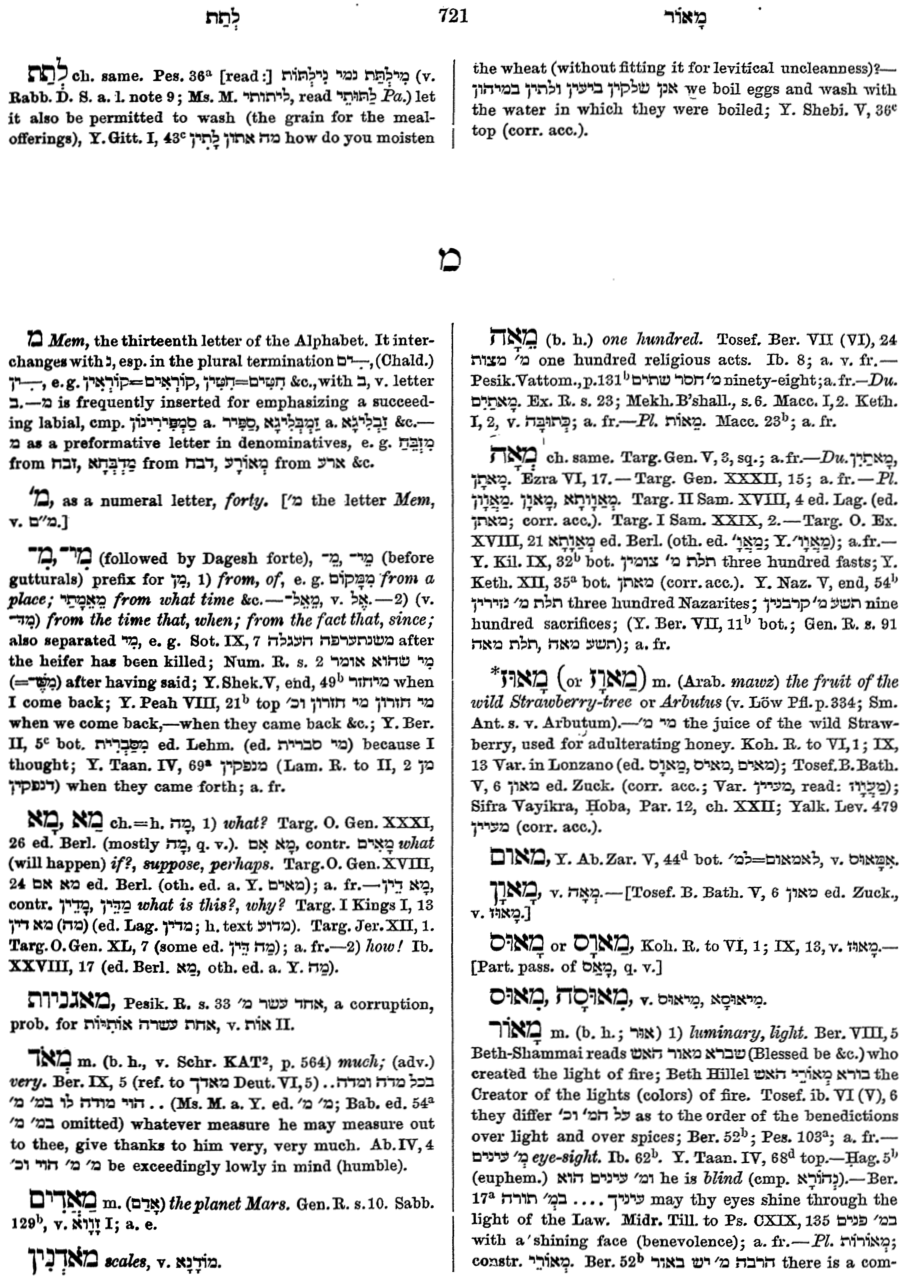 לְתַת 721 מָאוֹר
לְתַת ch. same. Pes. 36ᵃ [read:] מִילְתַּת נמי נִילְתּוֹת (v.
Rabb. D. S. a. l. note 9; Ms. M. ליתותי, read לַתּוּתֵי Pa.) let
it also be permitted to wash (the grain for the meal-
offerings), Y. Gitt. I, 43ᶜ מה אתון לָתִין how do you moisten
the wheat (without fitting it for levitical uncleanness)?—
אנן שלקין ביעין ולתין במיהון we boil eggs and wash with
the water in which they were boiled; Y. Shebi. V, 36ᶜ
top (corr. acc.).
מ
מ Mem, the thirteenth letter of the Alphabet. It inter-
changes with נ, esp. in the plural termination ־ִים, (Chald.)
־ִין, e. g. חִטִּים=חִטִּין, קוֹרְאִים=קוֹרְאִין &c., with ב, v. letter
ב.—מ is frequently inserted for emphasizing a succeed-
ing labial, cmp. סַמְפִּירִינוֹן a. סַפִּיר, זַמְבִּלִיגָא a. זַבְלִיגָא &c.—
מ as a preformative letter in denominatives, e. g. מִזְבֵּחַ
from זבח, מַדְבְּחָא from דבח, מְאוֹרָע from ארע &c.
מ׳, as a numeral letter, forty. [מ׳ the letter Mem,
v. מ״ם.]
מִי־, מִ־ (followed by Dagesh forte), מֵי־, מֵ־ (before
gutturals) prefix for מִן, 1) from, of, e. g. מִמָּקוֹם from a
place; מֵאֵמָתַי from what time &c.—מֵאַל־, v. אַל.—2) (v.
מִדְּ־) from the time that, when; from the fact that, since;
also separated מִי, e. g. Sot. IX, 7 משנתערפה העגלה after
the heifer has been killed; Num. R. s. 2 מִי שהוא אומר
(=מִשֶּׁ־) after having said; Y. Shek. V, end, 49ᵇ מיחזור when
I come back; Y. Peah VIII, 21ᵇ top מי חזרון מי חזרון וכ׳
when we come back,—when they came back &c.; Y. Ber.
II, 5ᶜ bot. מִסַּבְרִית ed. Lehm. (ed. מי סברית) because I
thought; Y. Taan. IV, 69ᵃ מנפקין (Lam. R. to II, 2 מן
דנפקין) when they came forth; a. fr.
מַא, מָא ch.=h. מָה, 1) what? Targ. O. Gen. XXXI,
26 ed. Berl. (mostly מָה, q. v.). מָא אִם, contr. מָאִים what
(will happen) if?, suppose, perhaps. Targ. O. Gen. XVIII,
24 מא אם ed. Berl. (oth. ed. a. Y. מאים); a. fr.—מָא דֵין,
contr. מַדֵּין, מָדֵין what is this?, why? Targ. I Kings I, 13
מא דין (מה) (ed. Lag. מדין; h. text מדוע). Targ. Jer. XII, 1.
Targ. O. Gen. XL, 7 (some ed. מָה דֵּין); a. fr.—2) how! Ib.
XXVIII, 17 (ed. Berl. מָא, oth. ed. a. Y. מָה).
מאגניות, Pesik. R. s. 33 אחד עשר מ׳, a corruption,
prob. for אחת עשרה אוֹתִיּוֹת, v. אוֹת II.
מְאֹד m. (b. h., v. Schr. KAT², p. 564) much; (adv.)
very. Ber. IX, 5 (ref. to מאדך Deut. VI, 5) בכל מדה ומדה..
.. הוי מודה לו במ׳ מ׳ (Ms. M. a. Y. ed. מ׳ מ׳; Bab. ed. 54ᵃ
במ׳ מ׳ omitted) whatever measure he may measure out
to thee, give thanks to him very, very much. Ab. IV, 4
מ׳ מ׳ הוי וכ׳ be exceedingly lowly in mind (humble).
מַאֲדִים m. (אָדֹם) the planet Mars. Gen. R. s. 10. Sabb.
129ᵇ, v. זָוָוא I; a. e.
מֹאדְנִין scales, v. מוֹדָנָא.
מֵאָה (b. h.) one hundred. Tosef. Ber. VII (VI), 24
מ׳ מצות one hundred religious acts. Ib. 8; a. v. fr.—
Pesik. Vattom., p. 131ᵇ מ׳ חסר שתים ninety-eight; a. fr.—Du.
מָאתַיִם. Ex. R. s. 23; Mekh. B'shall., s. 6. Macc. I, 2. Keth.
I, 2, v. כְּתוּבָּה; a. fr.—Pl. מֵאוֹת. Macc. 23ᵇ; a. fr.
מְאָה ch. same. Targ. Gen. V, 3, sq.; a. fr.—Du. מָאתַיִן,
מָאתָן. Ezra VI, 17.—Targ. Gen. XXXII, 15; a. fr.—Pl.
מְאַוָּותָא, מָאוָן, מַאֲוָון. Targ. II Sam. XVIII, 4 ed. Lag. (ed.
מאתן; corr. acc.). Targ. I Sam. XXIX, 2.—Targ. O. Ex.
XVIII, 21 מָאוָותָא ed. Berl. (oth. ed. מָאוָו׳; Y. מַאֲוָון׳); a. fr.—
Y. Kil. IX, 32ᵇ bot. תלת מ׳ צומין three hundred fasts; Y.
Keth. XII, 35ᵃ bot. מאתן (corr. acc.). Y. Naz. V, end, 54ᵇ
תלת מ׳ נזירין three hundred Nazarites; תשע מ׳ קרבנין nine
hundred sacrifices; (Y. Ber. VII, 11ᵇ bot.; Gen. R. s. 91
תשע מאה, תלת מאה); a. fr.
*מָאוּז (or מָאוָז) m. (Arab. mawz) the fruit of the
wild Strawberry-tree or Arbutus (v. Löw Pfl. p. 334; Sm.
Ant. s. v. Arbutum).—מי מ׳ the juice of the wild Straw-
berry, used for adulterating honey. Koh. R. to VI, 1; IX,
13 Var. in Lonzano (ed. מאים, מאיס, מָאוָס); Tosef. B. Bath.
V, 6 מאון ed. Zuck. (corr. acc.; Var. מעיין, read: מָעֲוָוז);
Sifra Vayikra, Ḥoba, Par. 12, ch. XXII; Yalk. Lev. 479
מעיין (corr. acc.).
מאום, Y. Ab. Zar. V, 44ᵈ bot. לאמאום=למ׳, v. אִמְּאוּס.
מָאוָן, v. מְאָה.—[Tosef. B. Bath. V, 6 מאון ed. Zuck.,
v. מָאוּז.]
מָאוּס or מַאֲוָס, Koh. R. to VI, 1; IX, 13, v. מָאוּז.—
[Part. pass. of מָאַס, q. v.]
מִאוּסָה, מִאוּס, v. מִיאוּסָא, מִיאוּס.
מָאוֹר m. (b. h.; אור) 1) luminary, light. Ber. VIII, 5
Beth-Shammai reads שברא מאור האש (Blessed be &c.) who
created the light of fire; Beth Hillel בורא מְאוֹרֵי האש the
Creator of the lights (colors) of fire. Tosef. ib. VI (V), 6
they differ על המ׳ וכ׳ as to the order of the benedictions
over light and over spices; Ber. 52ᵇ; Pes. 103ᵃ; a. fr.—
מְ׳ עינים eye-sight. Ib. 62ᵇ. Y. Taan. IV, 68ᵈ top.—Ḥag. 5ᵇ
(euphem.) ומ׳ עינים הוא he is blind (cmp. נְהוֹרָא).—Ber.
17ᵃ עיניך .... במ׳ תורה may thy eyes shine through the
light of the Law. Midr. Till. to Ps. CXIX, 135 במ׳ פנים
with a shining face (benevolence); a. fr.—Pl. מְאוֹרוֹת;
constr. מְאוֹרֵי. Ber. 52ᵇ הרבה מ׳ יש באור there is a com-